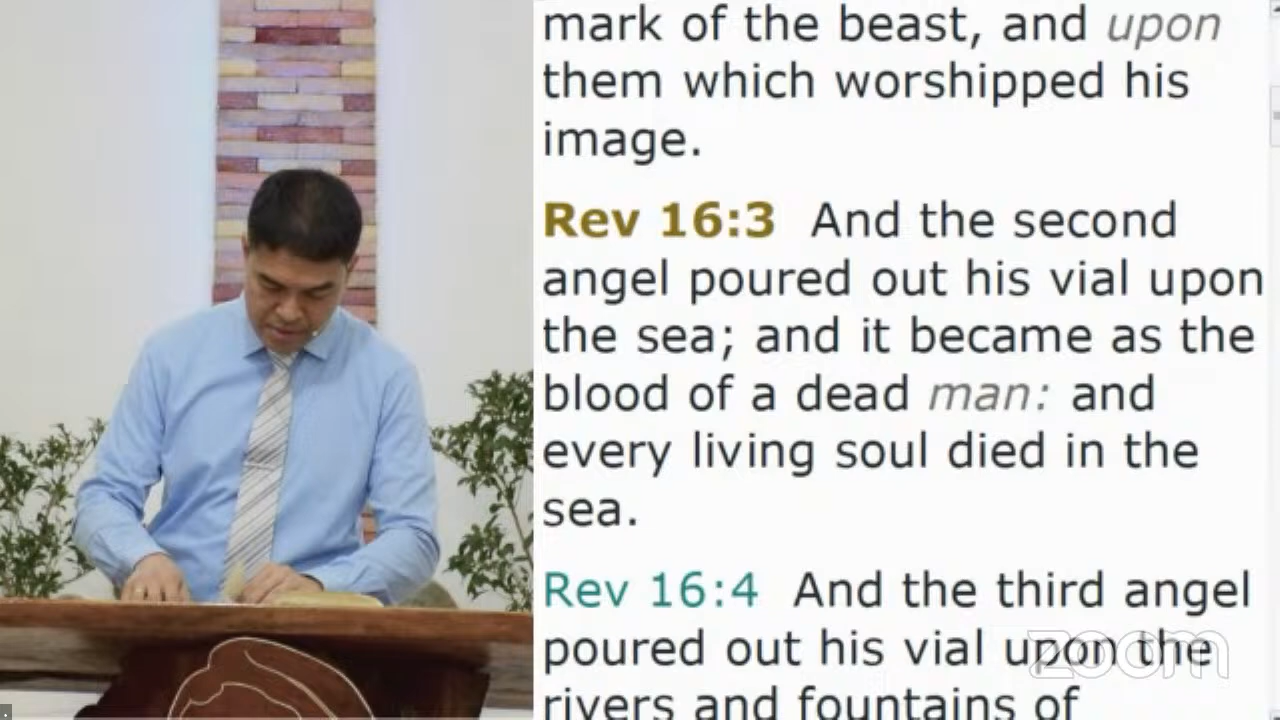 mark of the beast, and upon
them which worshipped his
image.
Rev 16:3 And the second
angel poured out his vial upon
the sea; and it became as the
blood of a dead man: and
every living soul died in the
sea.
Rev 16:4 And the third angel
poured out his vial upon the
rivers and fountains of
zoom